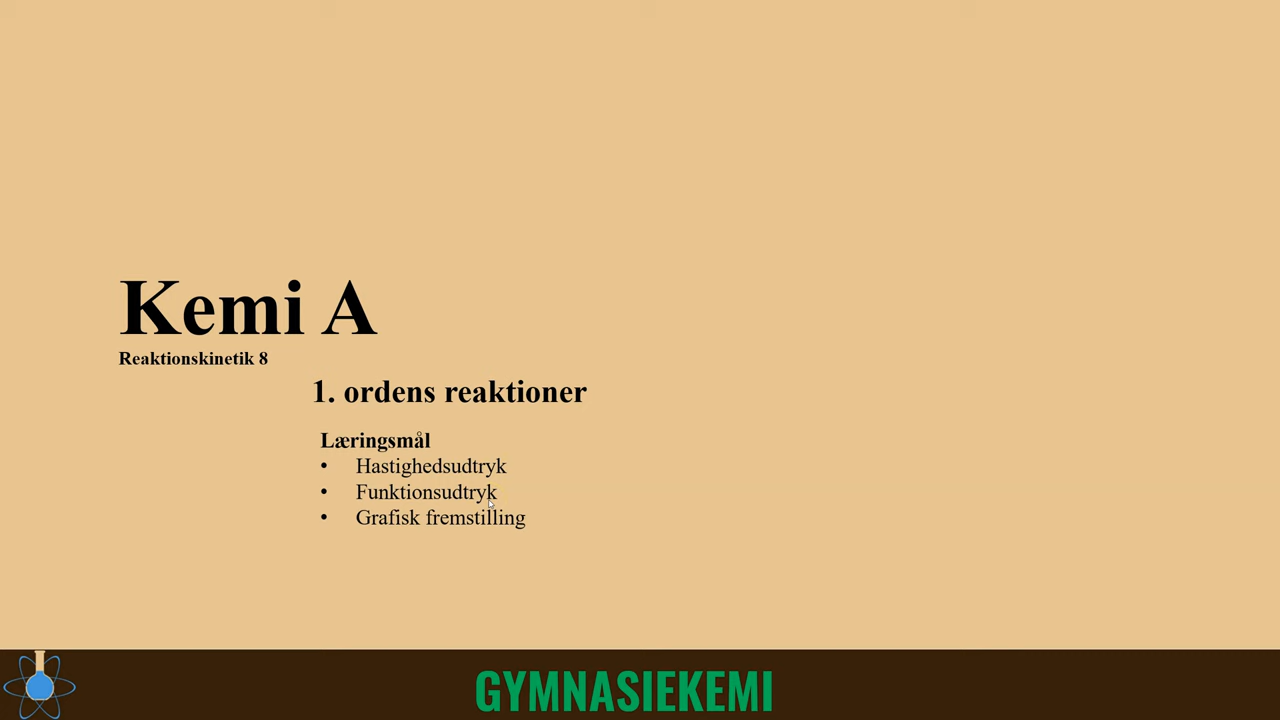 Kemi A
Reaktionskinetik 8
1. ordens reaktioner
Læringsmål
• Hastighedsudtryk
• Funktionsudtryk
• Grafisk fremstilling
GYMNASIEKEMI